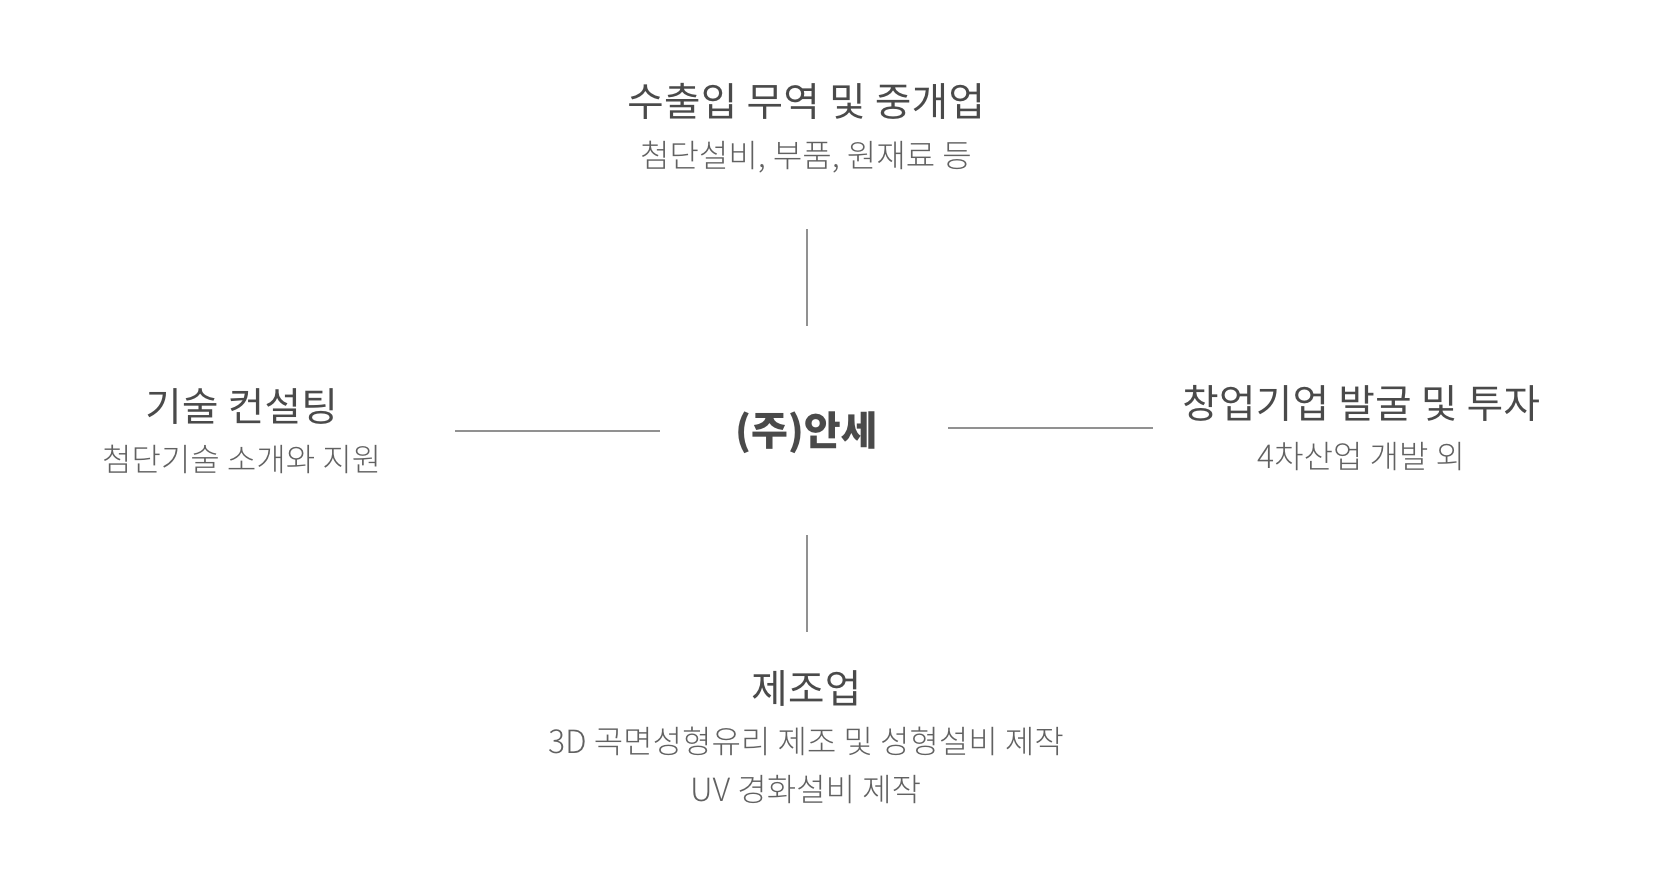 수출입 무역 및 중개업
첨단설비, 부품, 원재료 등
기술 컨설팅
첨단기술 소개와 지원
(주)안세
창업기업 발굴 및 투자
4차산업 개발 외
제조업
3D 곡면성형유리 제조 및 성형설비 제작
UV 경화설비 제작